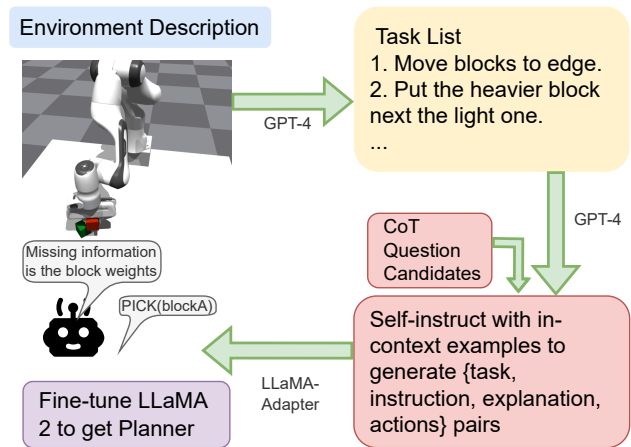 Environment Description
GPT-4
Task List
1. Move blocks to edge.
2. Put the heavier block
next the light one.
...
GPT-4
CoT
Question
Candidates
Self-instruct with in-
context examples to
generate {task,
instruction, explanation,
actions} pairs
LLaMA-
Adapter
Missing information
is the block weights
PICK(blockA)
Fine-tune LLaMA
2 to get Planner